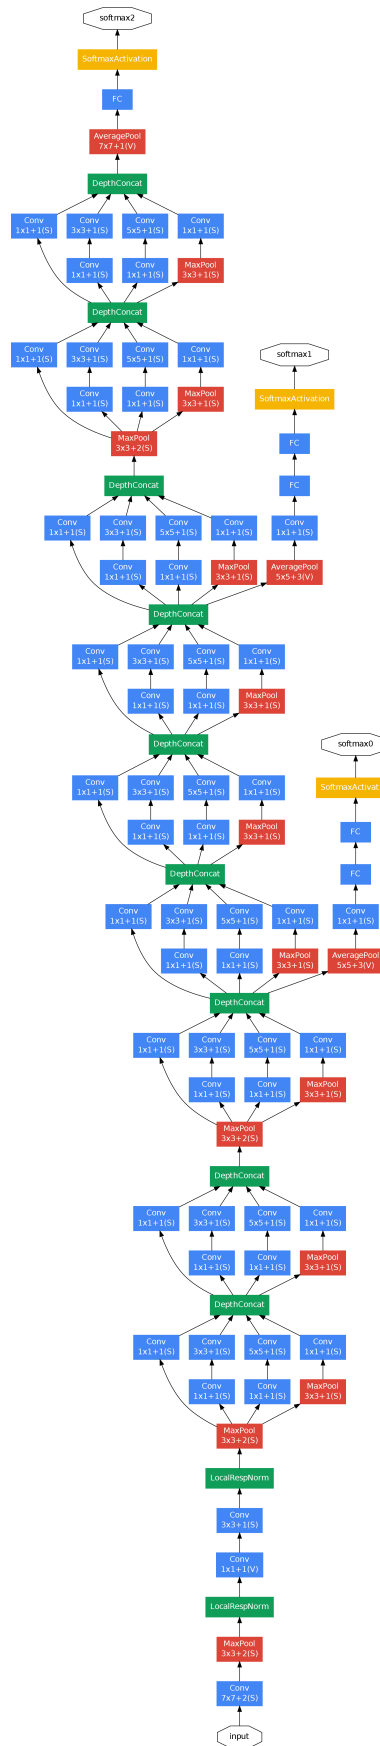 softmax2
SoftmaxActivation
FC
AveragePool
7x7+1(V)
DepthConcat
Conv Conv Conv Conv
1x1+1(S) 3x3+1(S) 5x5+1(S) 1x1+1(S)
Conv Conv MaxPool
1x1+1(S) 1x1+1(S) 3x3+1(S)
DepthConcat
Conv Conv Conv Conv
1x1+1(S) 3x3+1(S) 5x5+1(S) 1x1+1(S)
softmax1
Conv Conv MaxPool
1x1+1(S) 1x1+1(S) 3x3+1(S)
SoftmaxActivation
MaxPool
3x3+2(S)
FC
DepthConcat
FC
Conv Conv Conv Conv Conv
1x1+1(S) 3x3+1(S) 5x5+1(S) 1x1+1(S) 1x1+1(S)
Conv Conv MaxPool AveragePool
1x1+1(S) 1x1+1(S) 3x3+1(S) 5x5+3(V)
DepthConcat
Conv Conv Conv Conv
1x1+1(S) 3x3+1(S) 5x5+1(S) 1x1+1(S)
Conv Conv MaxPool
1x1+1(S) 1x1+1(S) 3x3+1(S)
DepthConcat
softmax0
Conv Conv Conv Conv
1x1+1(S) 3x3+1(S) 5x5+1(S) 1x1+1(S)
SoftmaxActivat
Conv Conv MaxPool
1x1+1(S) 1x1+1(S) 3x3+1(S)
FC
DepthConcat
FC
Conv Conv Conv Conv Conv
1x1+1(S) 3x3+1(S) 5x5+1(S) 1x1+1(S) 1x1+1(S)
Conv Conv MaxPool AveragePool
1x1+1(S) 1x1+1(S) 3x3+1(S) 5x5+3(V)
DepthConcat
Conv Conv Conv Conv
1x1+1(S) 3x3+1(S) 5x5+1(S) 1x1+1(S)
Conv Conv MaxPool
1x1+1(S) 1x1+1(S) 3x3+1(S)
MaxPool
3x3+2(S)
DepthConcat
Conv Conv Conv Conv
1x1+1(S) 3x3+1(S) 5x5+1(S) 1x1+1(S)
Conv Conv MaxPool
1x1+1(S) 1x1+1(S) 3x3+1(S)
DepthConcat
Conv Conv Conv Conv
1x1+1(S) 3x3+1(S) 5x5+1(S) 1x1+1(S)
Conv Conv MaxPool
1x1+1(S) 1x1+1(S) 3x3+1(S)
MaxPool
3x3+2(S)
LocalRespNorm
Conv
3x3+1(S)
Conv
1x1+1(V)
LocalRespNorm
MaxPool
3x3+2(S)
Conv
7x7+2(S)
input